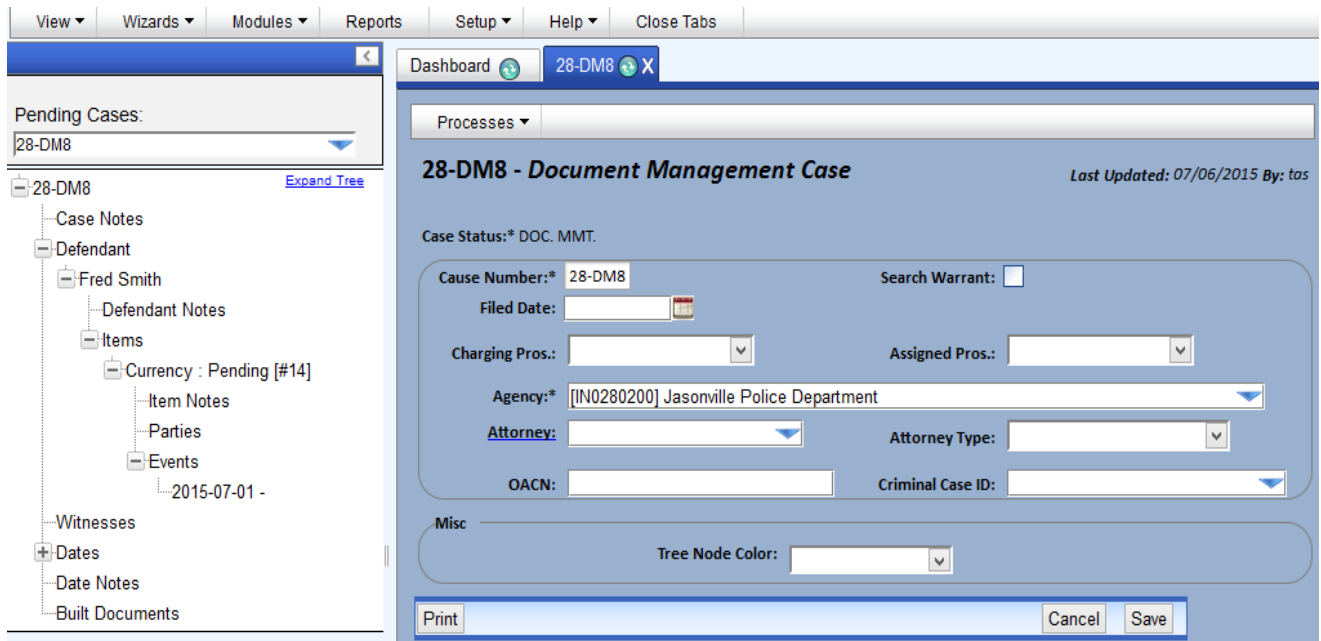 View Wizards Modules Reports Setup Help Close Tabs
Dashboard 28-DM8 X
Pending Cases:
28-DM8
Expand Tree
28-DM8
Case Notes
Defendant
Fred Smith
Defendant Notes
Items
Currency : Pending [#14]
Item Notes
Parties
Events
2015-07-01 -
Witnesses
Dates
Date Notes
Built Documents
Processes
28-DM8 - Document Management Case
Last Updated: 07/06/2015 By: tas
Case Status:* DOC. MMT.
Cause Number:* 28-DM8 Search Warrant:
Filed Date:
Charging Pros.: Assigned Pros.:
Agency:* [IN0280200] Jasonville Police Department
Attorney: Attorney Type:
OACN: Criminal Case ID:
Misc
Tree Node Color:
Print Cancel Save